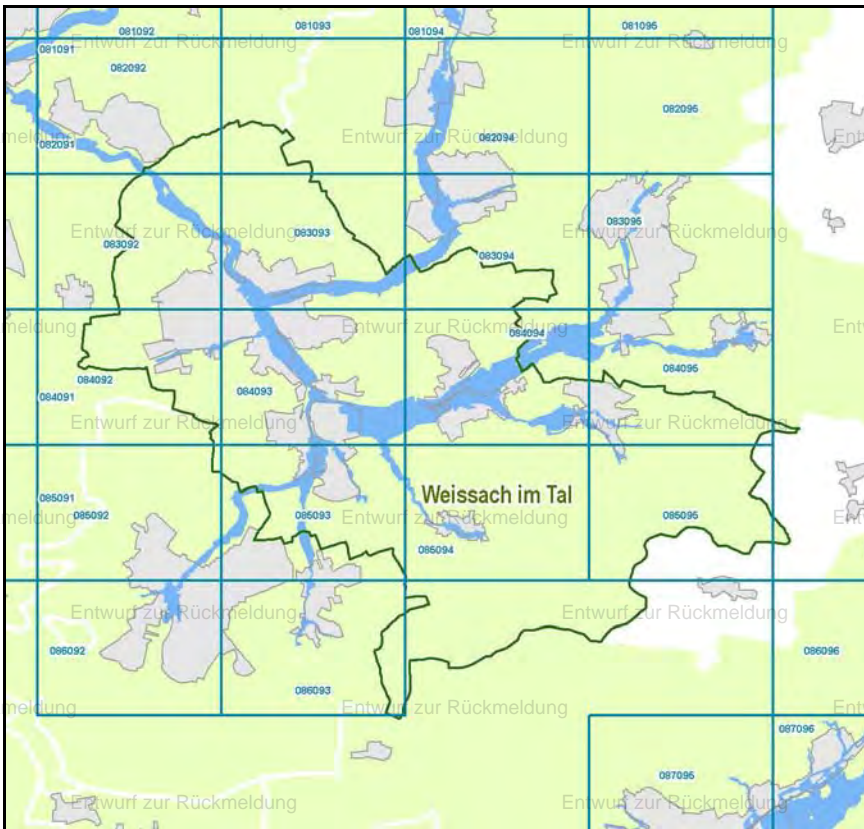 081092
081093
081094
081095
081091
Entwurf zur Rückmeldung
Entwurf zur Rückmeldung
082092
082095
meldung
Entwurf zur Rückmeldung
082094
Ent
082091
083092
083093
083095
Entwurf zur Rückmeldung
Entwurf zur Rückmeldung
083094
meldung
Entwurf zur Rückmeldung
084094
Ent
084092
084093
084095
084091
Entwurf zur Rückmeldung
Entwurf zur Rückmeldung
Weissach im Tal
085091
085092
meldung
085093
Entwurf zur Rückmeldung
085095
Ent
085094
Entwurf zur Rückmeldung
Entwurf zur Rückmeldung
086092
086096
086093
meldung
Entwurf zur Rückmeldung
Ent
087096
087095
Entwurf zur Rückmeldung
Entwurf zur Rückmeldung